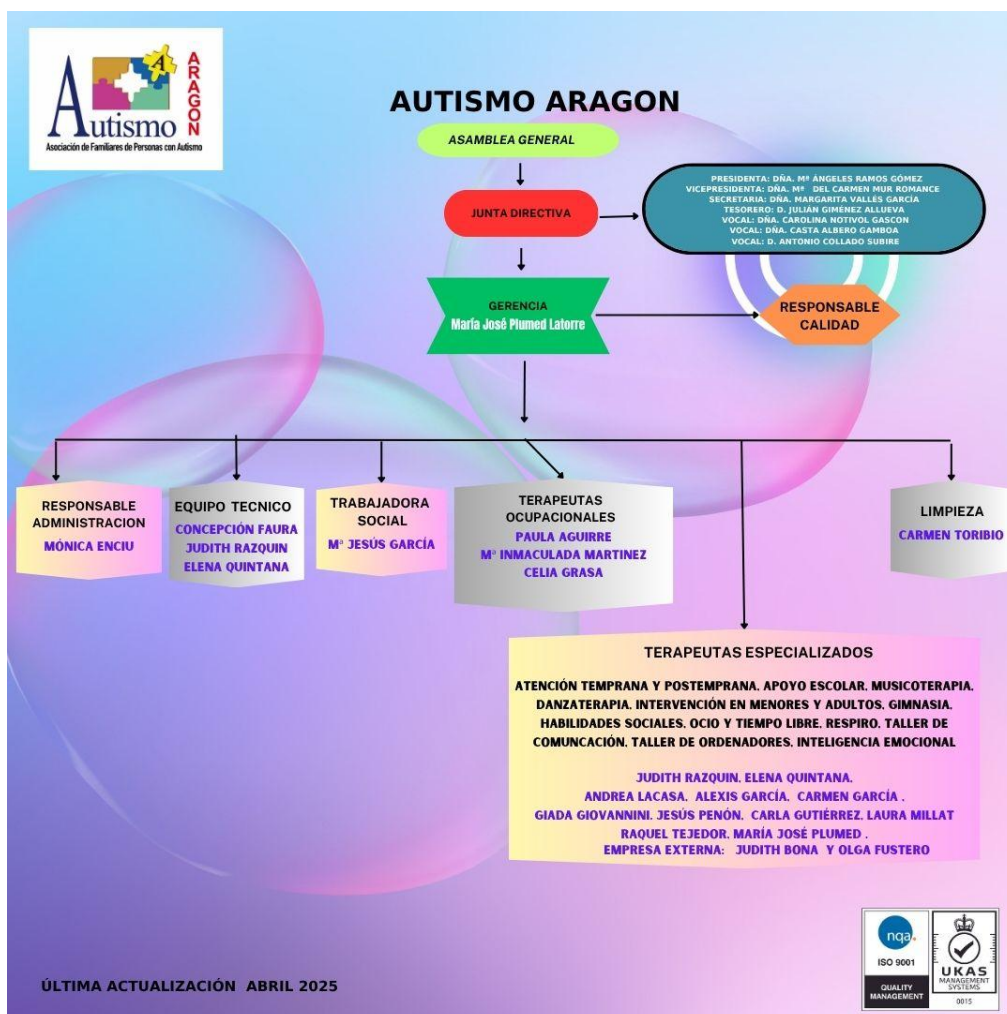 Autismo
ARAGON
A
Asociación de Familiares de Personas con Autismo
AUTISMO ARAGON
ASAMBLEA GENERAL
JUNTA DIRECTIVA
PRESIDENTA: DÑA. Mª ÁNGELES RAMOS GÓMEZ
VICEPRESIDENTA: DÑA. Mª DEL CARMEN MUR ROMANCE
SECRETARIA: DÑA. MARGARITA VALLÉS GARCÍA
TESORERO: D. JULIÁN GIMÉNEZ ALLUEVA
VOCAL: DÑA. CAROLINA NOTIVOL GASCON
VOCAL: DÑA. CASTA ALBERO GAMBOA
VOCAL: D. ANTONIO COLLADO SUBIRE
GERENCIA
María José Plumed Latorre
RESPONSABLE
CALIDAD
RESPONSABLE
ADMINISTRACION
MÓNICA ENCIU
EQUIPO TECNICO
CONCEPCIÓN FAURA
JUDITH RAZQUIN
ELENA QUINTANA
TRABAJADORA
SOCIAL
Mª JESÚS GARCÍA
TERAPEUTAS
OCUPACIONALES
PAULA AGUIRRE
Mª INMACULADA MARTINEZ
CELIA GRASA
LIMPIEZA
CARMEN TORIBIO
TERAPEUTAS ESPECIALIZADOS
ATENCIÓN TEMPRANA Y POSTEMPRANA, APOYO ESCOLAR, MUSICOTERAPIA,
DANZATERAPIA, INTERVENCIÓN EN MENORES Y ADULTOS, GIMNASIA,
HABILIDADES SOCIALES, OCIO Y TIEMPO LIBRE, RESPIRO, TALLER DE
COMUNCACIÓN, TALLER DE ORDENADORES, INTELIGENCIA EMOCIONAL
JUDITH RAZQUIN, ELENA QUINTANA,
ANDREA LACASA, ALEXIS GARCÍA, CARMEN GARCÍA ,
GIADA GIOVANNINI, JESÚS PENÓN, CARLA GUTIÉRREZ, LAURA MILLAT
RAQUEL TEJEDOR, MARÍA JOSÉ PLUMED ,
EMPRESA EXTERNA: JUDITH BONA Y OLGA FUSTERO
ÚLTIMA ACTUALIZACIÓN ABRIL 2025
nqa.
ISO 9001
QUALITY
MANAGEMENT
UKAS
MANAGEMENT
SYSTEMS
0015